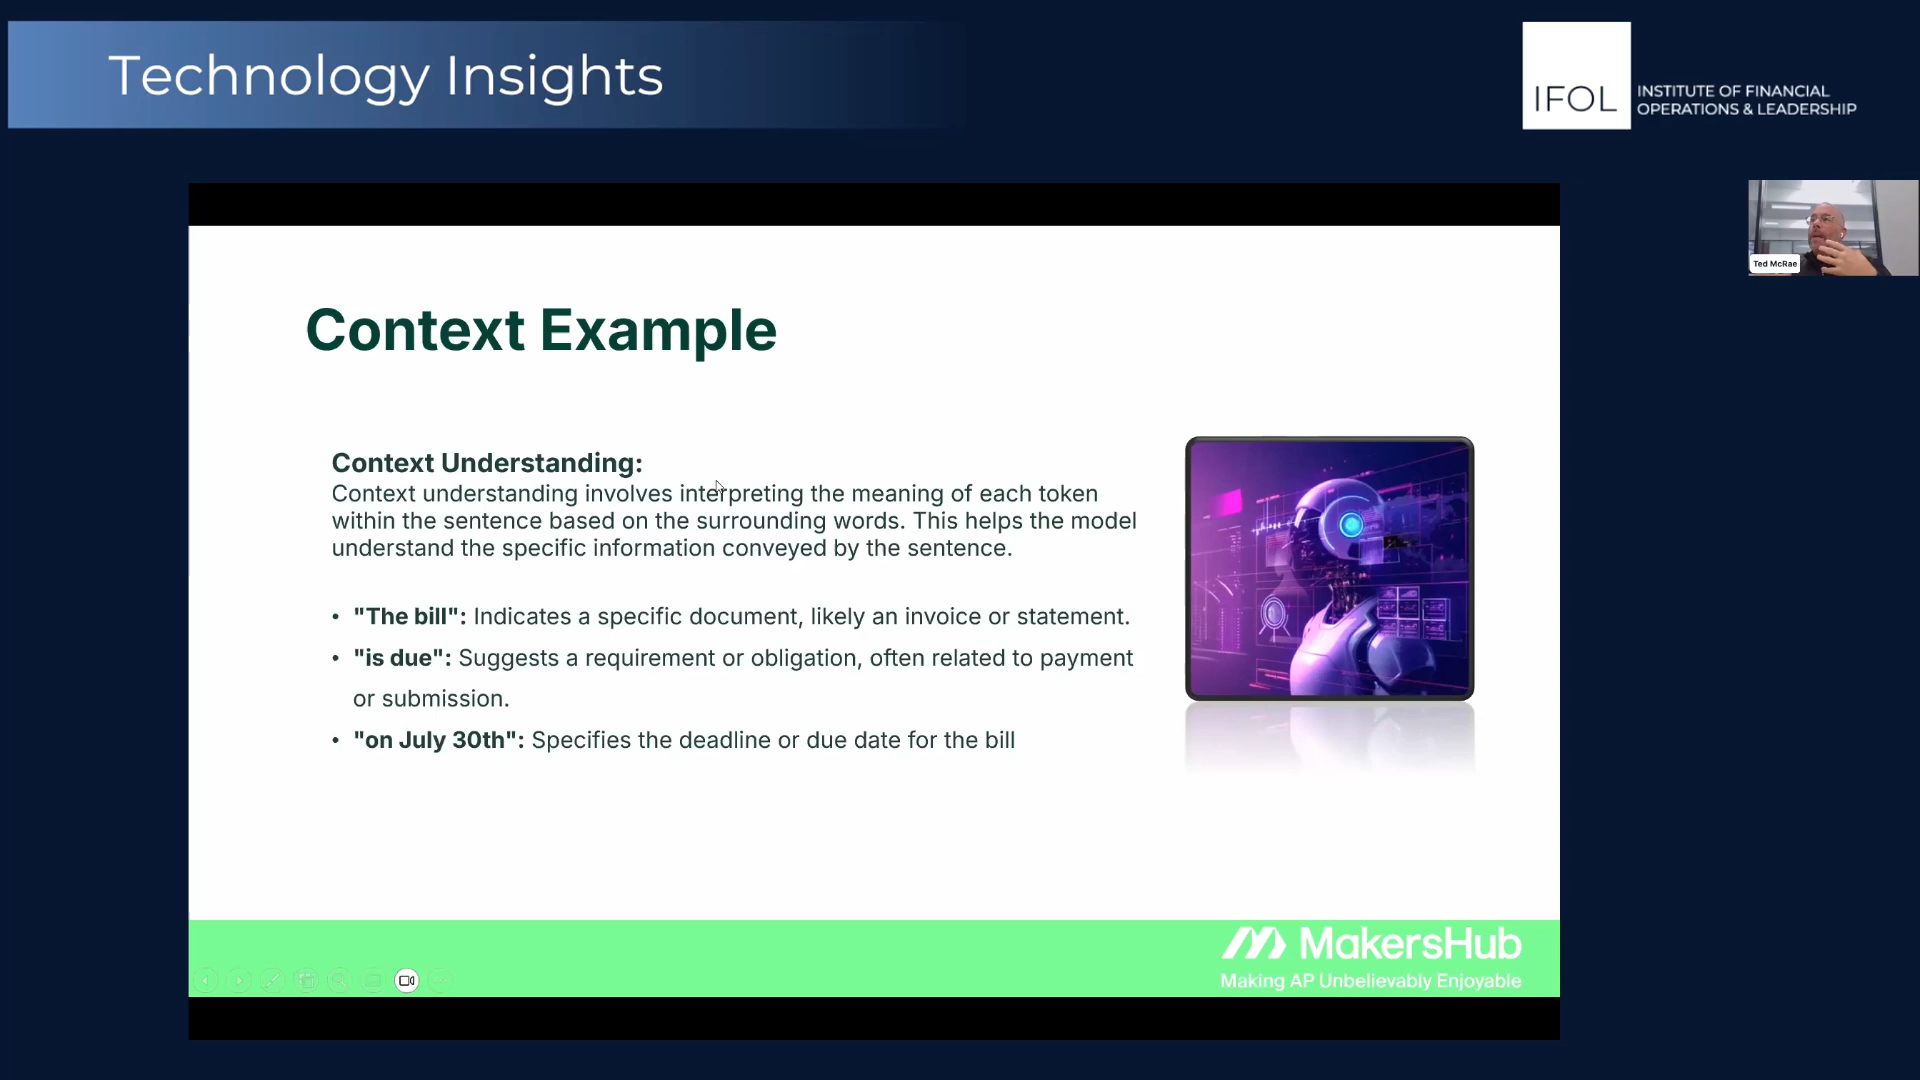 Technology Insights
IFOL
INSTITUTE OF FINANCIAL
OPERATIONS & LEADERSHIP
Ted McRae
Context Example
Context Understanding:
Context understanding involves interpreting the meaning of each token
within the sentence based on the surrounding words. This helps the model
understand the specific information conveyed by the sentence.
• "The bill": Indicates a specific document, likely an invoice or statement.
• "is due": Suggests a requirement or obligation, often related to payment
or submission.
• "on July 30th": Specifies the deadline or due date for the bill
MakersHub
Making AP Unbelievably Enjoyable